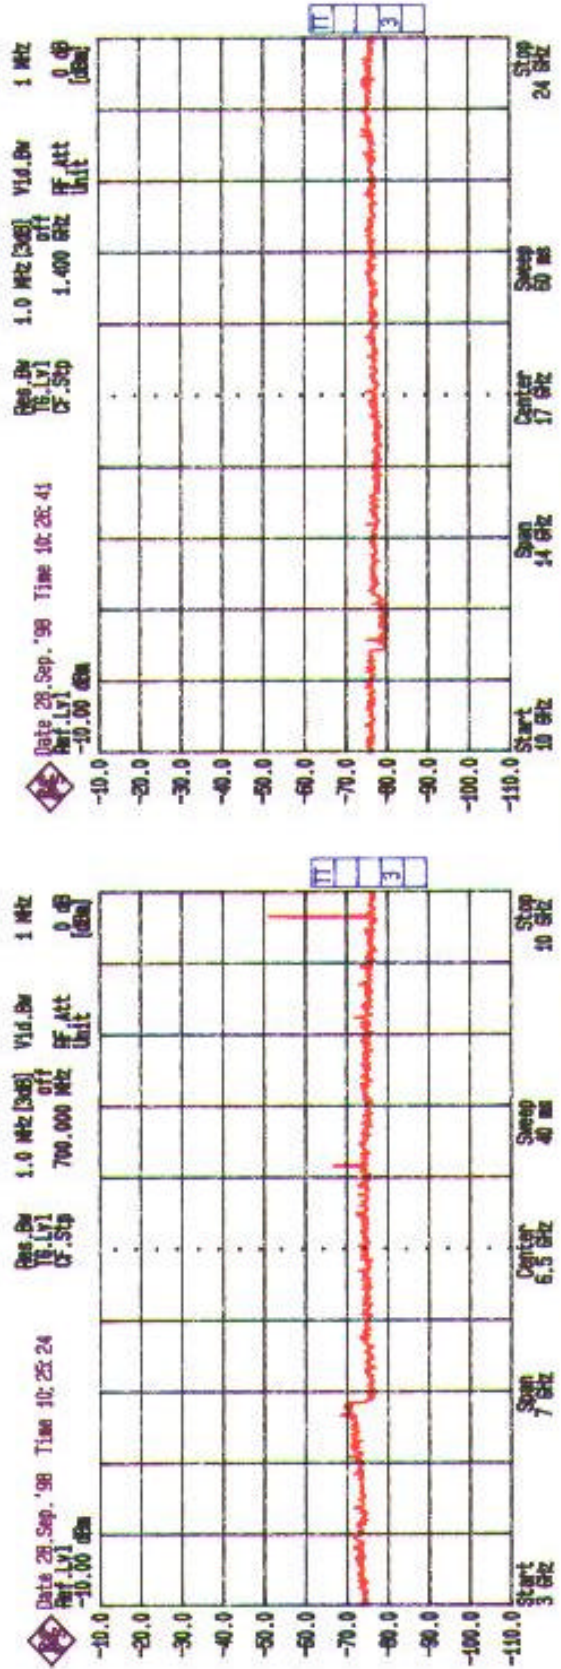 Date 28.Sep.'98 Time 10:25:24
Ref.Lvl
-10.00 dBm
Res.Bw 1.0 MHz[3dB] Vid.Bw 1 MHz
TG.Lvl off
CF.Stp 700.000 MHz RF.Att 0 dB
Unit [dBm]
-10.0
-20.0
-30.0
-40.0
-50.0
-60.0
-70.0
-80.0
-90.0
-100.0
-110.0
TT
3
Start
3 GHz
Span
7 GHz
Center
6.5 GHz
Sweep
40 ms
Stop
10 GHz
Date 28.Sep.'98 Time 10:26:41
Ref.Lvl
-10.00 dBm
Res.Bw 1.0 MHz[3dB] Vid.Bw 1 MHz
TG.Lvl off
CF.Stp 1.400 GHz RF.Att 0 dB
Unit [dBm]
-10.0
-20.0
-30.0
-40.0
-50.0
-60.0
-70.0
-80.0
-90.0
-100.0
-110.0
TT
3
Start
10 GHz
Span
14 GHz
Center
17 GHz
Sweep
60 ms
Stop
24 GHz